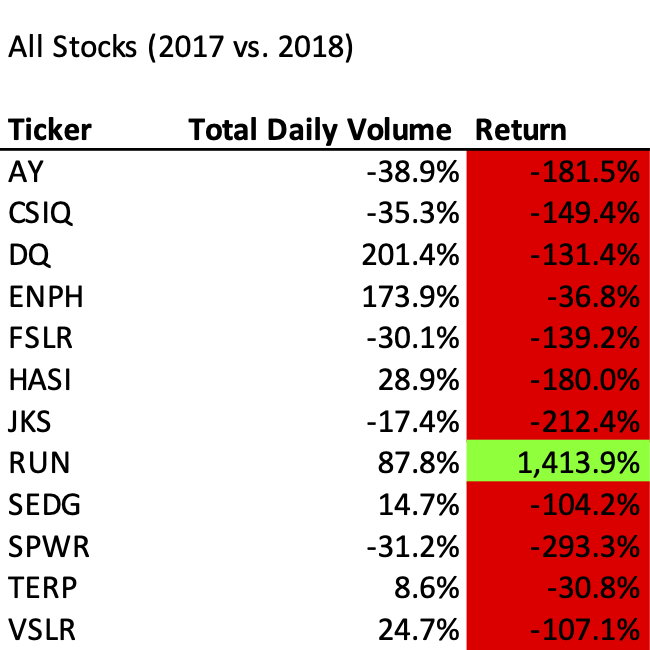 All Stocks (2017 vs. 2018)
Ticker Total Daily Volume Return
AY -38.9% -181.5%
CSIQ -35.3% -149.4%
DQ 201.4% -131.4%
ENPH 173.9% -36.8%
FSLR -30.1% -139.2%
HASI 28.9% -180.0%
JKS -17.4% -212.4%
RUN 87.8% 1,413.9%
SEDG 14.7% -104.2%
SPWR -31.2% -293.3%
TERP 8.6% -30.8%
VSLR 24.7% -107.1%